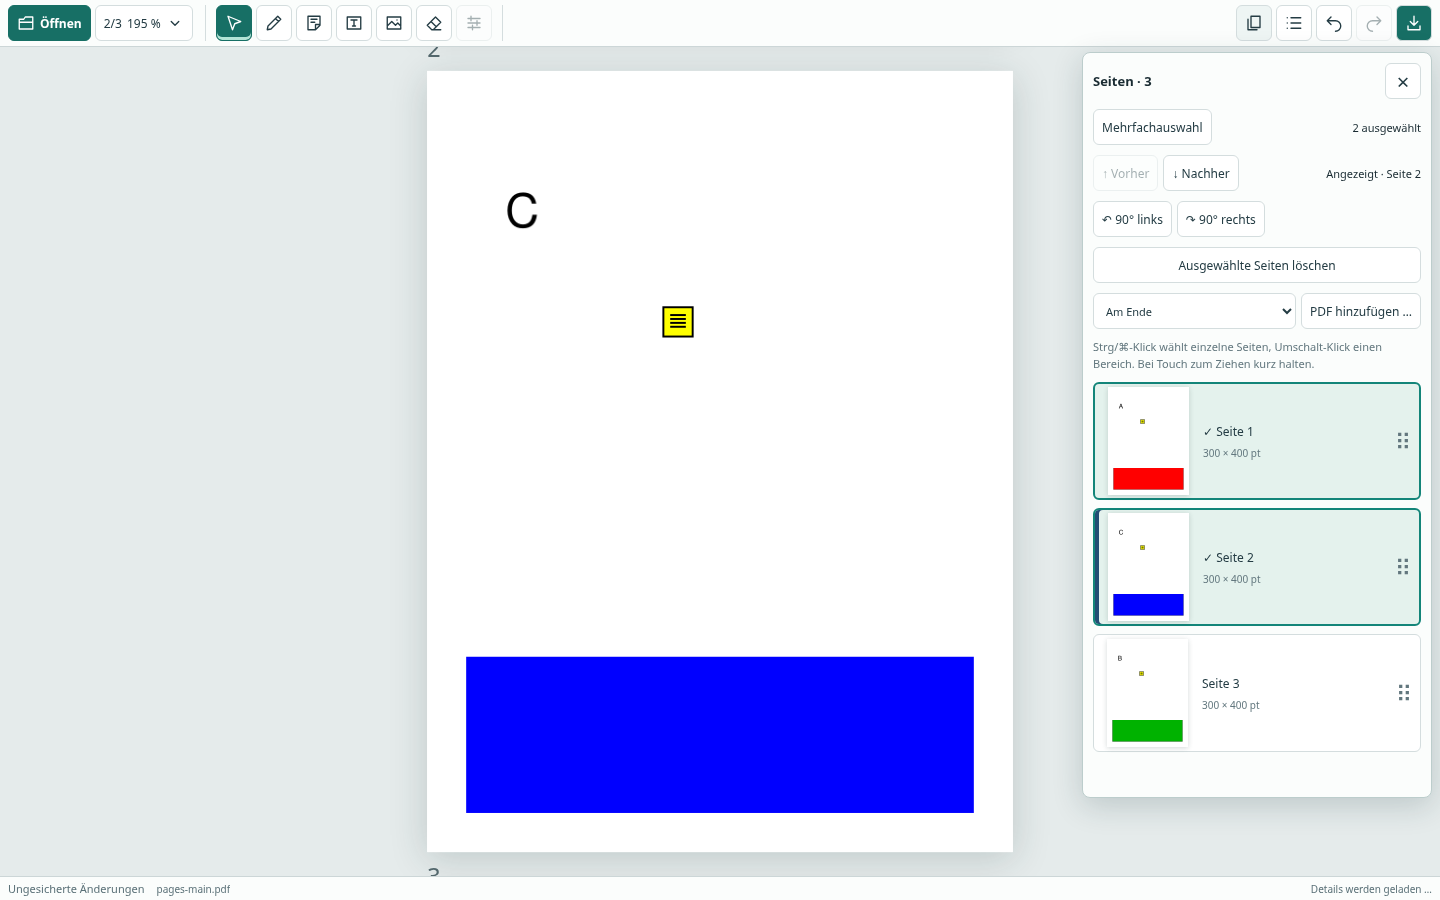 Öffnen
2/3 195 %
Seiten · 3
Mehrfachauswahl
2 ausgewählt
↑ Vorher
↓ Nachher
Angezeigt · Seite 2
↶ 90° links
↷ 90° rechts
Ausgewählte Seiten löschen
Am Ende
PDF hinzufügen ...
Strg/⌘-Klick wählt einzelne Seiten, Umschalt-Klick einen
Bereich. Bei Touch zum Ziehen kurz halten.
A
✓ Seite 1
300 × 400 pt
C
✓ Seite 2
300 × 400 pt
B
Seite 3
300 × 400 pt
2
C
3
Ungesicherte Änderungen
pages-main.pdf
Details werden geladen ...